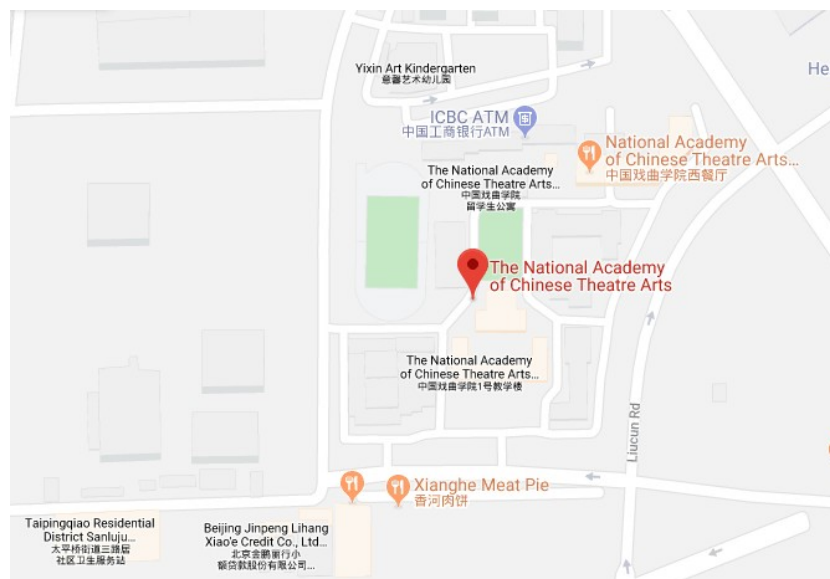 Yixin Art Kindergarten
意馨艺术幼儿园
He
ICBC ATM
中国工商银行ATM
National Academy
of Chinese Theatre Arts...
中国戏曲学院西餐厅
The National Academy
of Chinese Theatre Arts...
中国戏曲学院
留学生公寓
The National Academy
of Chinese Theatre Arts
The National Academy
of Chinese Theatre Arts...
中国戏曲学院1号教学楼
Liucun Rd
Xianghe Meat Pie
香河肉饼
Taipingqiao Residential
District Sanluju...
太平桥街道三路居
社区卫生服务站
Beijing Jinpeng Lihang
Xiao'e Credit Co., Ltd...
北京金鹏丽行小
额贷款股份有限公司...